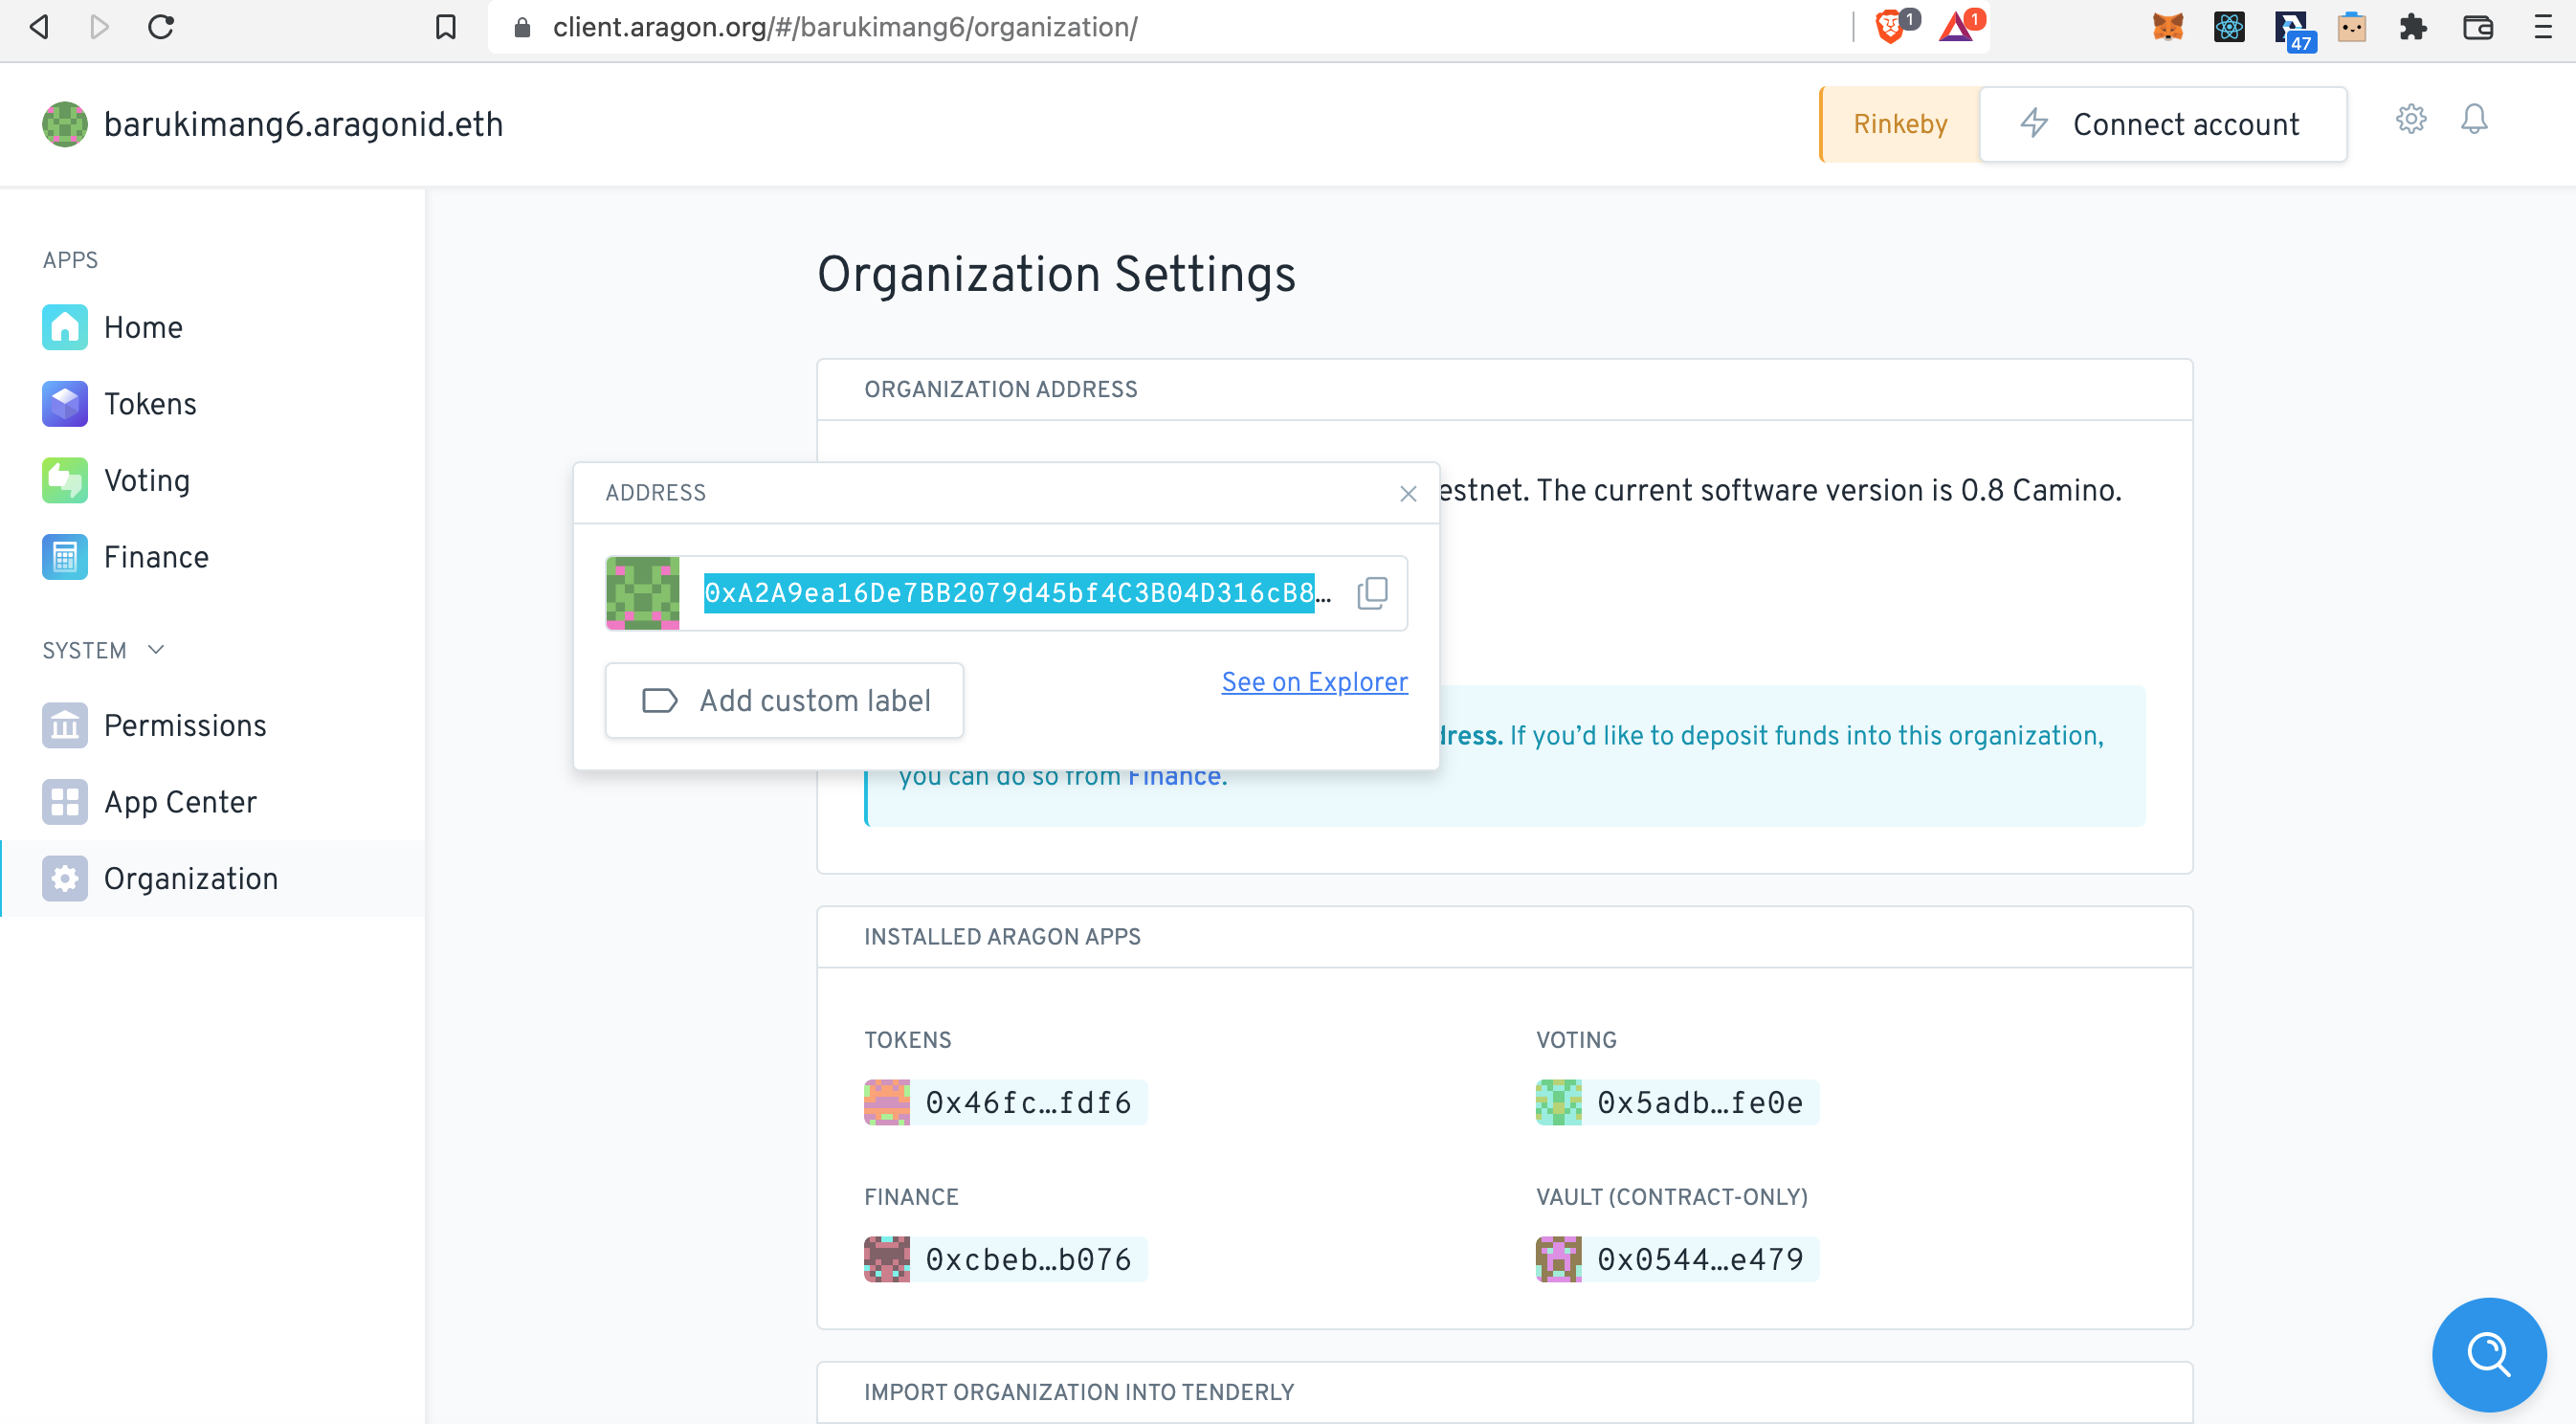 client.aragon.org/#/barukimang6/organization/
1
1
47
barukimang6.aragonid.eth
Rinkeby
Connect account
APPS
Home
Tokens
Voting
Finance
SYSTEM
Permissions
App Center
Organization
Organization Settings
ORGANIZATION ADDRESS
estnet. The current software version is 0.8 Camino.
ADDRESS
0xA2A9ea16De7BB2079d45bf4C3B04D316cB8…
Add custom label
See on Explorer
dress. If you’d like to deposit funds into this organization,
you can do so from Finance.
INSTALLED ARAGON APPS
TOKENS
0x46fc…fdf6
VOTING
0x5adb…fe0e
FINANCE
0xcbeb…b076
VAULT (CONTRACT-ONLY)
0x0544…e479
IMPORT ORGANIZATION INTO TENDERLY